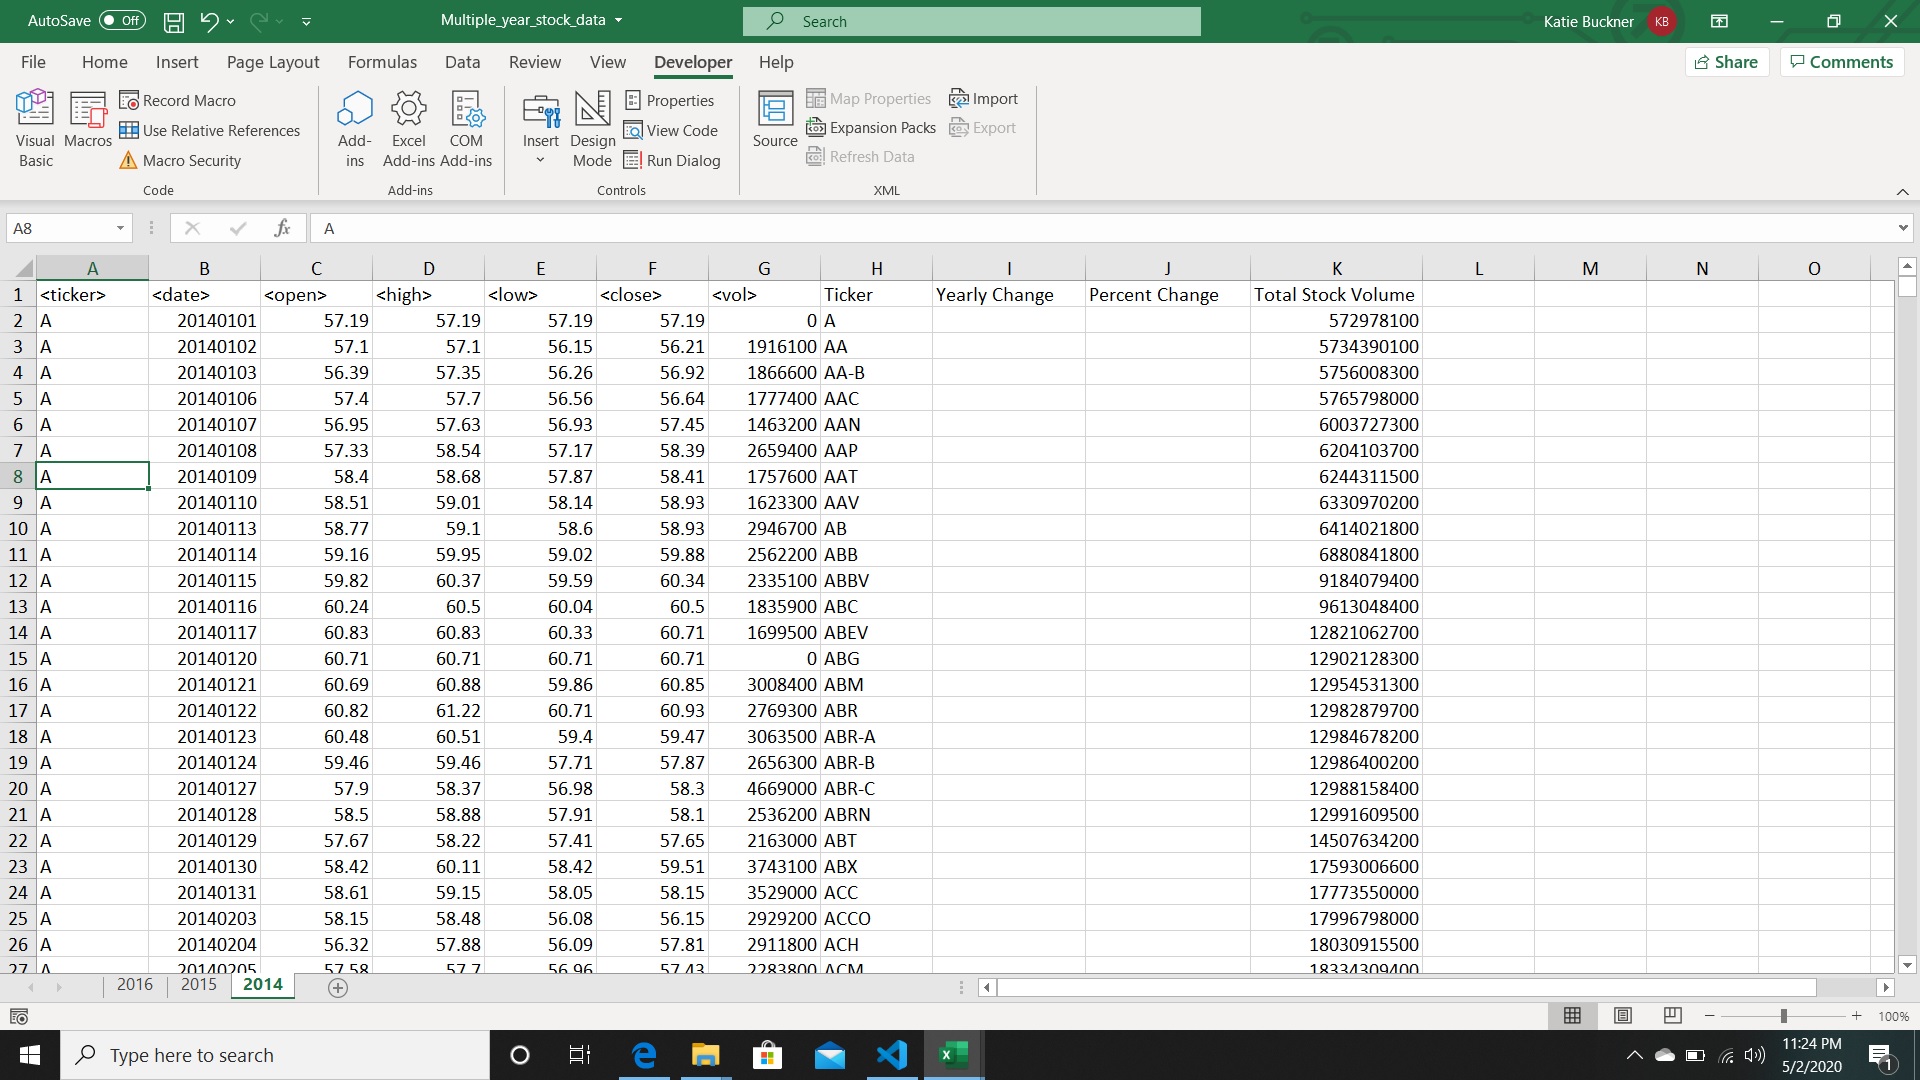 AutoSave Off Multiple_year_stock_data Search Katie Buckner KB
File Home Insert Page Layout Formulas Data Review View Developer Help Share Comments
Visual Basic Macros Record Macro Use Relative References Macro Security Code
Add-ins Excel Add-ins COM Add-ins Add-ins
Insert Design Mode Properties View Code Run Dialog Controls
Source Map Properties Expansion Packs Refresh Data Import Export XML
A8 fx A
A B C D E F G H I J K L M N O
1 <ticker> <date> <open> <high> <low> <close> <vol> Ticker Yearly Change Percent Change Total Stock Volume
2 A 20140101 57.19 57.19 57.19 57.19 0 A 572978100
3 A 20140102 57.1 57.1 56.15 56.21 1916100 AA 5734390100
4 A 20140103 56.39 57.35 56.26 56.92 1866600 AA-B 5756008300
5 A 20140106 57.4 57.7 56.56 56.64 1777400 AAC 5765798000
6 A 20140107 56.95 57.63 56.93 57.45 1463200 AAN 6003727300
7 A 20140108 57.33 58.54 57.17 58.39 2659400 AAP 6204103700
8 A 20140109 58.4 58.68 57.87 58.41 1757600 AAT 6244311500
9 A 20140110 58.51 59.01 58.14 58.93 1623300 AAV 6330970200
10 A 20140113 58.77 59.1 58.6 58.93 2946700 AB 6414021800
11 A 20140114 59.16 59.95 59.02 59.88 2562200 ABB 6880841800
12 A 20140115 59.82 60.37 59.59 60.34 2335100 ABBV 9184079400
13 A 20140116 60.24 60.5 60.04 60.5 1835900 ABC 9613048400
14 A 20140117 60.83 60.83 60.33 60.71 1699500 ABEV 12821062700
15 A 20140120 60.71 60.71 60.71 60.71 0 ABG 12902128300
16 A 20140121 60.69 60.88 59.86 60.85 3008400 ABM 12954531300
17 A 20140122 60.82 61.22 60.71 60.93 2769300 ABR 12982879700
18 A 20140123 60.48 60.51 59.4 59.47 3063500 ABR-A 12984678200
19 A 20140124 59.46 59.46 57.71 57.87 2656300 ABR-B 12986400200
20 A 20140127 57.9 58.37 56.98 58.3 4669000 ABR-C 12988158400
21 A 20140128 58.5 58.88 57.91 58.1 2536200 ABRN 12991609500
22 A 20140129 57.67 58.22 57.41 57.65 2163000 ABT 14507634200
23 A 20140130 58.42 60.11 58.42 59.51 3743100 ABX 17593006600
24 A 20140131 58.61 59.15 58.05 58.15 3529000 ACC 17773550000
25 A 20140203 58.15 58.48 56.08 56.15 2929200 ACCO 17996798000
26 A 20140204 56.32 57.88 56.09 57.81 2911800 ACH 18030915500
27 A 20140205 57.58 57.7 56.96 57.43 2283800 ACM 18334309400
2016 2015 2014
100%
Type here to search 11:24 PM
5/2/2020 1